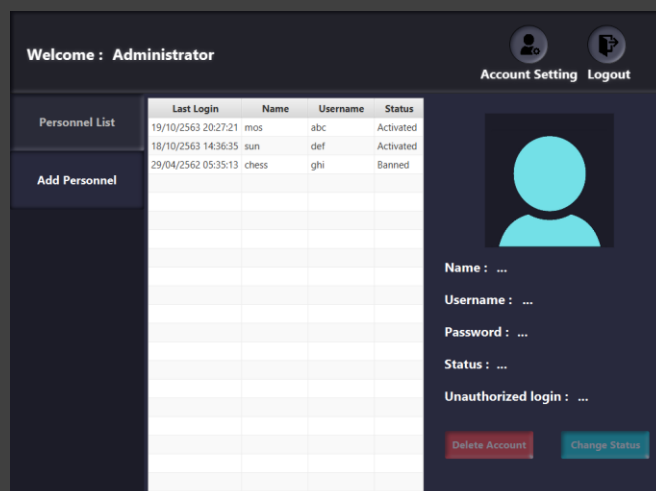 Welcome : Administrator
Account Setting Logout
Personnel List
Add Personnel
Last Login Name Username Status
19/10/2563 20:27:21 mos abc Activated
18/10/2563 14:36:35 sun def Activated
29/04/2562 05:35:13 chess ghi Banned
Name : ...
Username : ...
Password : ...
Status : ...
Unauthorized login : ...
Delete Account Change Status